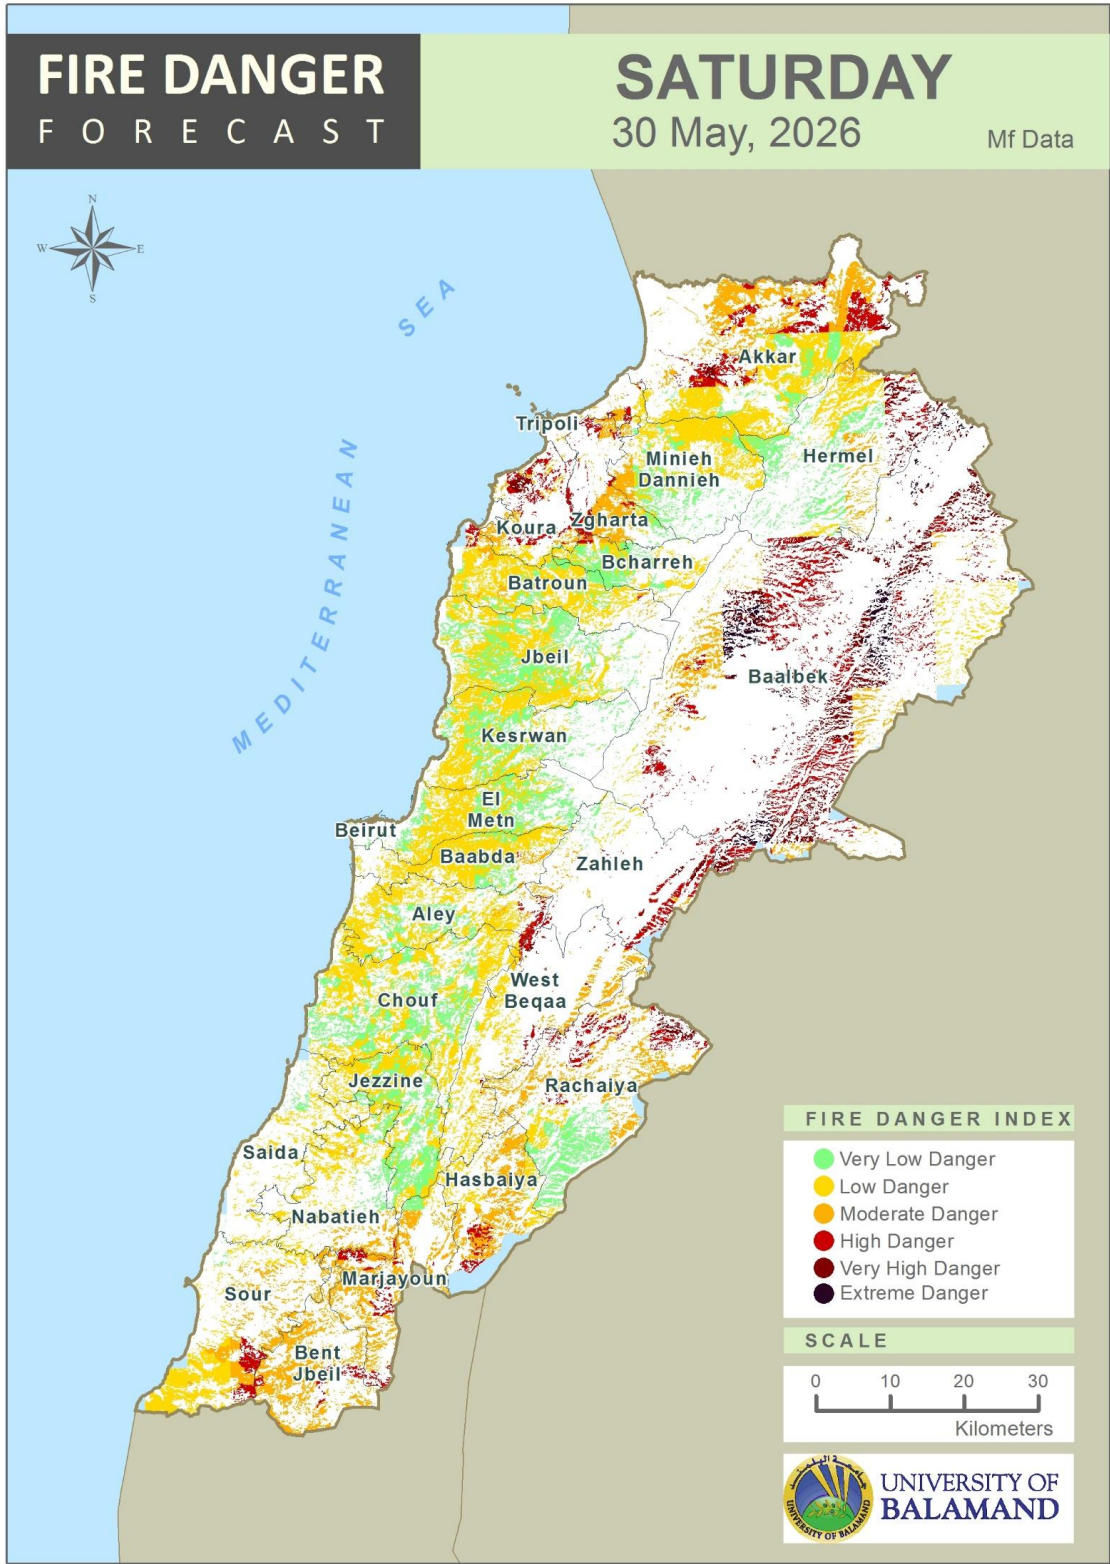 FIRE DANGER
FORECAST
SATURDAY
30 May, 2026
Mf Data
N
W
E
S
MEDITERRANEAN SEA
Akkar
Tripoli
Minieh
Dannieh
Hermel
Koura
Zgharta
Bcharreh
Batroun
Jbeil
Baalbek
Kesrwan
El
Metn
Beirut
Baabda
Zahleh
Aley
West
Beqaa
Chouf
Jezzine
Rachaiya
Saida
Hasbaiya
Nabatieh
Marjayoun
Sour
Bent
Jbeil
FIRE DANGER INDEX
Very Low Danger
Low Danger
Moderate Danger
High Danger
Very High Danger
Extreme Danger
SCALE
0 10 20 30
Kilometers
UNIVERSITY OF BALAMAND
UNIVERSITY OF
BALAMAND